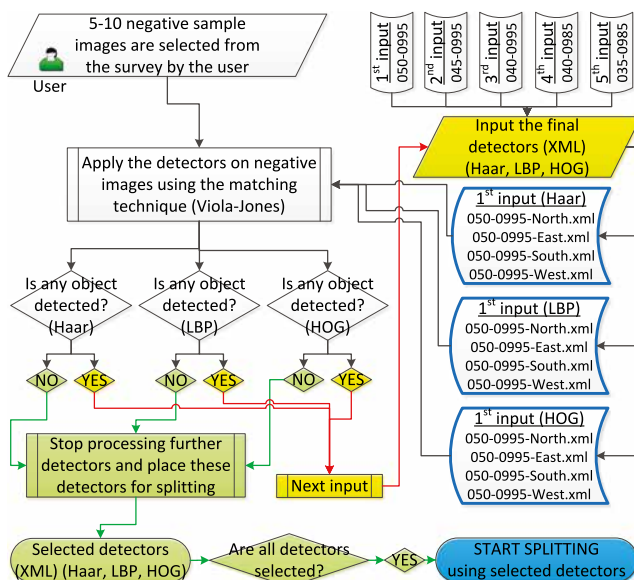 5-10 negative sample
images are selected from
the survey by the user
User
1st input
050-0995
2nd input
045-0995
3rd input
040-0995
4th input
040-0985
5th input
035-0985
Input the final
detectors (XML)
(Haar, LBP, HOG)
Apply the detectors on negative
images using the matching
technique (Viola-Jones)
1st input (Haar)
050-0995-North.xml
050-0995-East.xml
050-0995-South.xml
050-0995-West.xml
Is any object
detected?
(Haar)
Is any object
detected?
(LBP)
Is any object
detected?
(HOG)
1st input (LBP)
050-0995-North.xml
050-0995-East.xml
050-0995-South.xml
050-0995-West.xml
NO
YES
NO
YES
NO
YES
1st input (HOG)
050-0995-North.xml
050-0995-East.xml
050-0995-South.xml
050-0995-West.xml
Stop processing further
detectors and place these
detectors for splitting
Next input
Selected detectors
(XML) (Haar, LBP, HOG)
Are all detectors
selected?
YES
START SPLITTING
using selected detectors